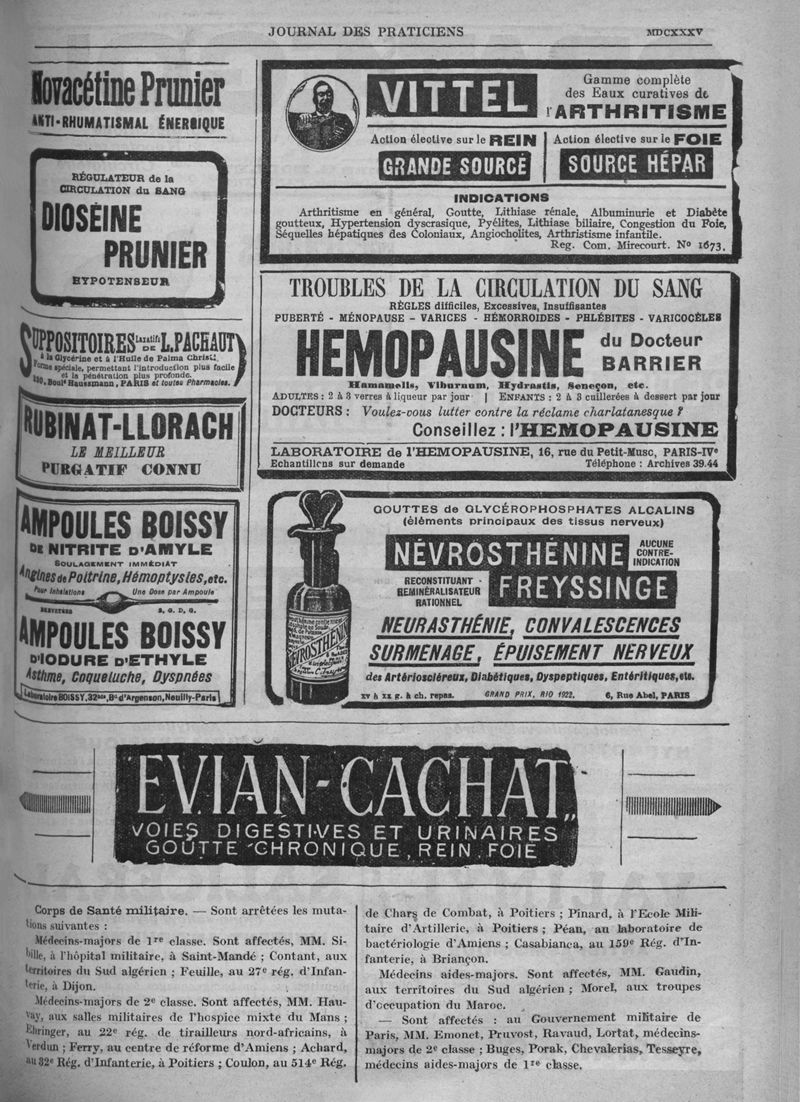 JOURNAL DES PRATICIENS
MDCXXXV
Novacétine Prunier
ANTI-RHUMATISMAL ÉNERGIQUE
RÉGULATEUR de la
CIRCULATION du SANG
DIOSÉINE
PRUNIER
HYPOTENSEUR
SUPPOSITOIRES Laxatifs DE L. PACHAUT
à la Glycérine et à l'Huile de Palma Christi.
Forme spéciale, permettant l'introduction plus facile
et la pénétration plus profonde.
130, Boulᵈ Haussmann, PARIS et toutes Pharmacies.
RUBINAT-LLORACH
LE MEILLEUR
PURGATIF CONNU
AMPOULES BOISSY
DE NITRITE D'AMYLE
SOULAGEMENT IMMÉDIAT
Angines de Poitrine, Hémoptysies, etc.
Pour Inhalations Une Dose par Ampoule
BREVETÉES S. G. D. G.
AMPOULES BOISSY
D'IODURE D'ETHYLE
Asthme, Coqueluche, Dyspnées
Laboratoire BOISSY, 32 bis, Bᵈ d'Argenson, Neuilly-Paris
VITTEL
Gamme complète
des Eaux curatives de
l'ARTHRITISME
Action élective sur le REIN
GRANDE SOURCE
Action élective sur le FOIE
SOURCE HÉPAR
INDICATIONS
Arthritisme en général, Goutte, Lithiase rénale, Albuminurie et Diabète
goutteux, Hypertension dyscrasique, Pyélites, Lithiase biliaire, Congestion du Foie,
Séquelles hépatiques des Coloniaux, Angiocholites, Arthristisme infantile.
Reg. Com. Mirecourt. Nº 1673.
TROUBLES DE LA CIRCULATION DU SANG
RÈGLES difficiles, Excessives, Insuffisantes
PUBERTÉ - MÉNOPAUSE - VARICES - HÉMORROIDES - PHLÉBITES - VARICOCÈLES
HEMOPAUSINE
du Docteur
BARRIER
Hamamelis, Viburnum, Hydrastis, Seneçon, etc.
ADULTES : 2 à 3 verres à liqueur par jour | ENFANTS : 2 à 3 cuillerées à dessert par jour
DOCTEURS : Voulez-vous lutter contre la réclame charlatanesque ?
Conseillez : l'HEMOPAUSINE
LABORATOIRE de l'HEMOPAUSINE, 16, rue du Petit-Musc, PARIS-IVᵉ
Echantillons sur demande Téléphone : Archives 39.44
GOUTTES de GLYCÉROPHOSPHATES ALCALINS
(éléments principaux des tissus nerveux)
NÉVROSTHÉNINE
AUCUNE
CONTRE-
INDICATION
RECONSTITUANT -
REMINÉRALISATEUR
RATIONNEL
FREYSSINGE
NEURASTHÉNIE, CONVALESCENCES
SURMENAGE, ÉPUISEMENT NERVEUX
des Artérioscléreux, Diabétiques, Dyspeptiques, Entéritiques, etc.
XV à XX g. à ch. repas. GRAND PRIX, RIO 1922. 6, Rue Abel, PARIS
EVIAN-CACHAT
VOIES DIGESTIVES ET URINAIRES
GOUTTE CHRONIQUE, REIN, FOIE
Corps de Santé militaire. — Sont arrêtées les muta-
tions suivantes :
Médecins-majors de 1ʳᵉ classe. Sont affectés, MM. Si-
bille, à l'hôpital militaire, à Saint-Mandé ; Contant, aux
territoires du Sud algérien ; Feuille, au 27ᵉ rég. d'Infan-
terie, à Dijon.
Médecins-majors de 2ᵉ classe. Sont affectés, MM. Hau-
vay, aux salles militaires de l'hospice mixte du Mans ;
Ehringer, au 22ᵉ rég. de tirailleurs nord-africains, à
Verdun ; Ferry, au centre de réforme d'Amiens ; Achard,
au 32ᵉ Rég. d'Infanterie, à Poitiers ; Coulon, au 514ᵉ Rég.
de Chars de Combat, à Poitiers ; Pinard, à l'Ecole Mili-
taire d'Artillerie, à Poitiers ; Péan, au laboratoire de
bactériologie d'Amiens ; Casabianca, au 159ᵉ Rég. d'In-
fanterie, à Briançon.
Médecins aides-majors. Sont affectés, MM. Gaudin,
aux territoires du Sud algérien ; Morel, aux troupes
d'occupation du Maroc.
— Sont affectés : au Gouvernement militaire de
Paris, MM. Emonet, Pruvost, Ravaud, Lortat, médecins-
majors de 2ᵉ classe ; Buges, Porak, Chevalerias, Tesseyre,
médecins aides-majors de 1ʳᵉ classe.